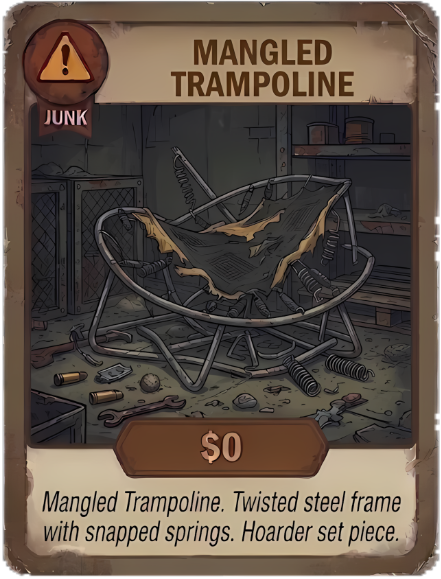 MANGLED
TRAMPOLINE
JUNK
$0
Mangled Trampoline. Twisted steel frame
with snapped springs. Hoarder set piece.